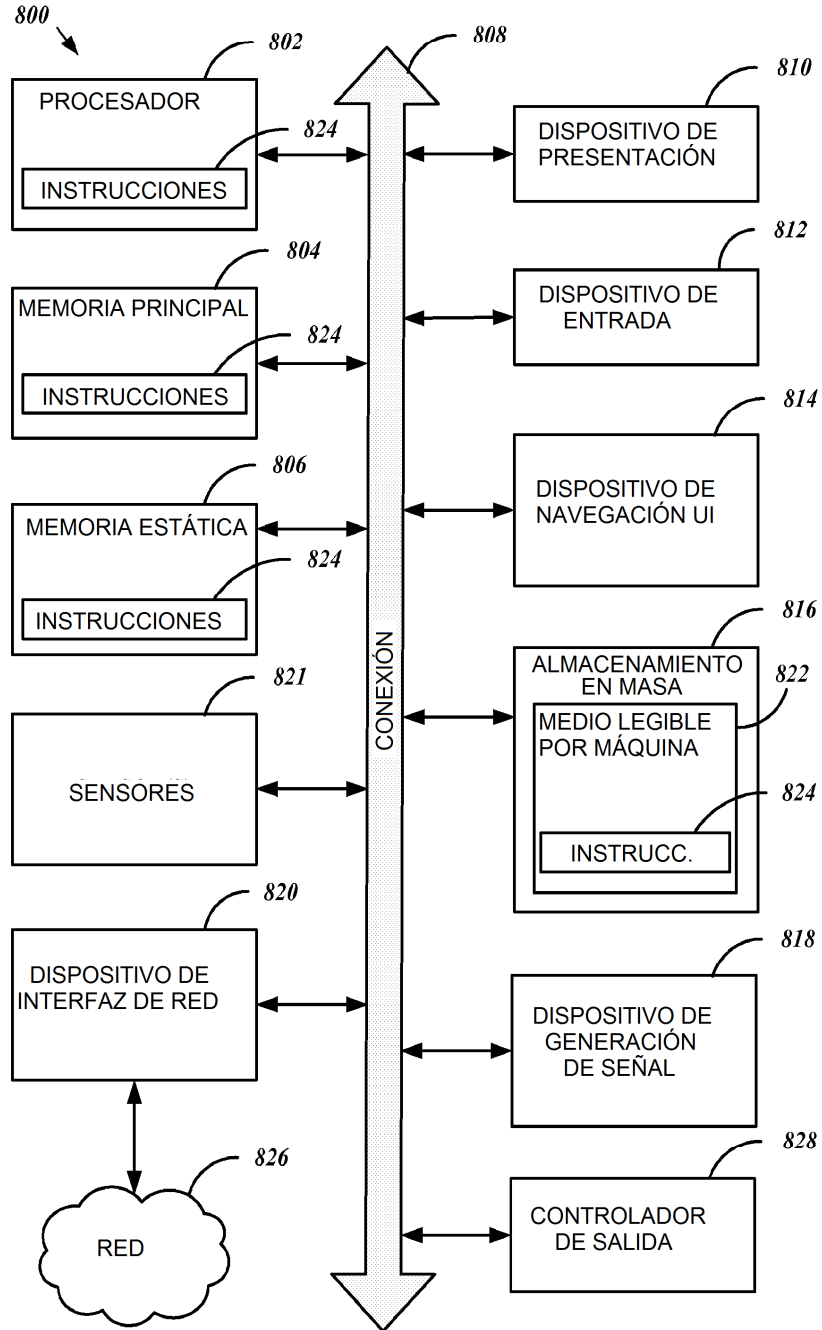 800
802
PROCESADOR
824
INSTRUCCIONES
804
MEMORIA PRINCIPAL
824
INSTRUCCIONES
806
MEMORIA ESTÁTICA
824
INSTRUCCIONES
821
SENSORES
820
DISPOSITIVO DE
INTERFAZ DE RED
826
RED
808
CONEXIÓN
810
DISPOSITIVO DE
PRESENTACIÓN
812
DISPOSITIVO DE
ENTRADA
814
DISPOSITIVO DE
NAVEGACIÓN UI
816
ALMACENAMIENTO
EN MASA
822
MEDIO LEGIBLE
POR MÁQUINA
824
INSTRUCC.
818
DISPOSITIVO DE
GENERACIÓN
DE SEÑAL
828
CONTROLADOR
DE SALIDA